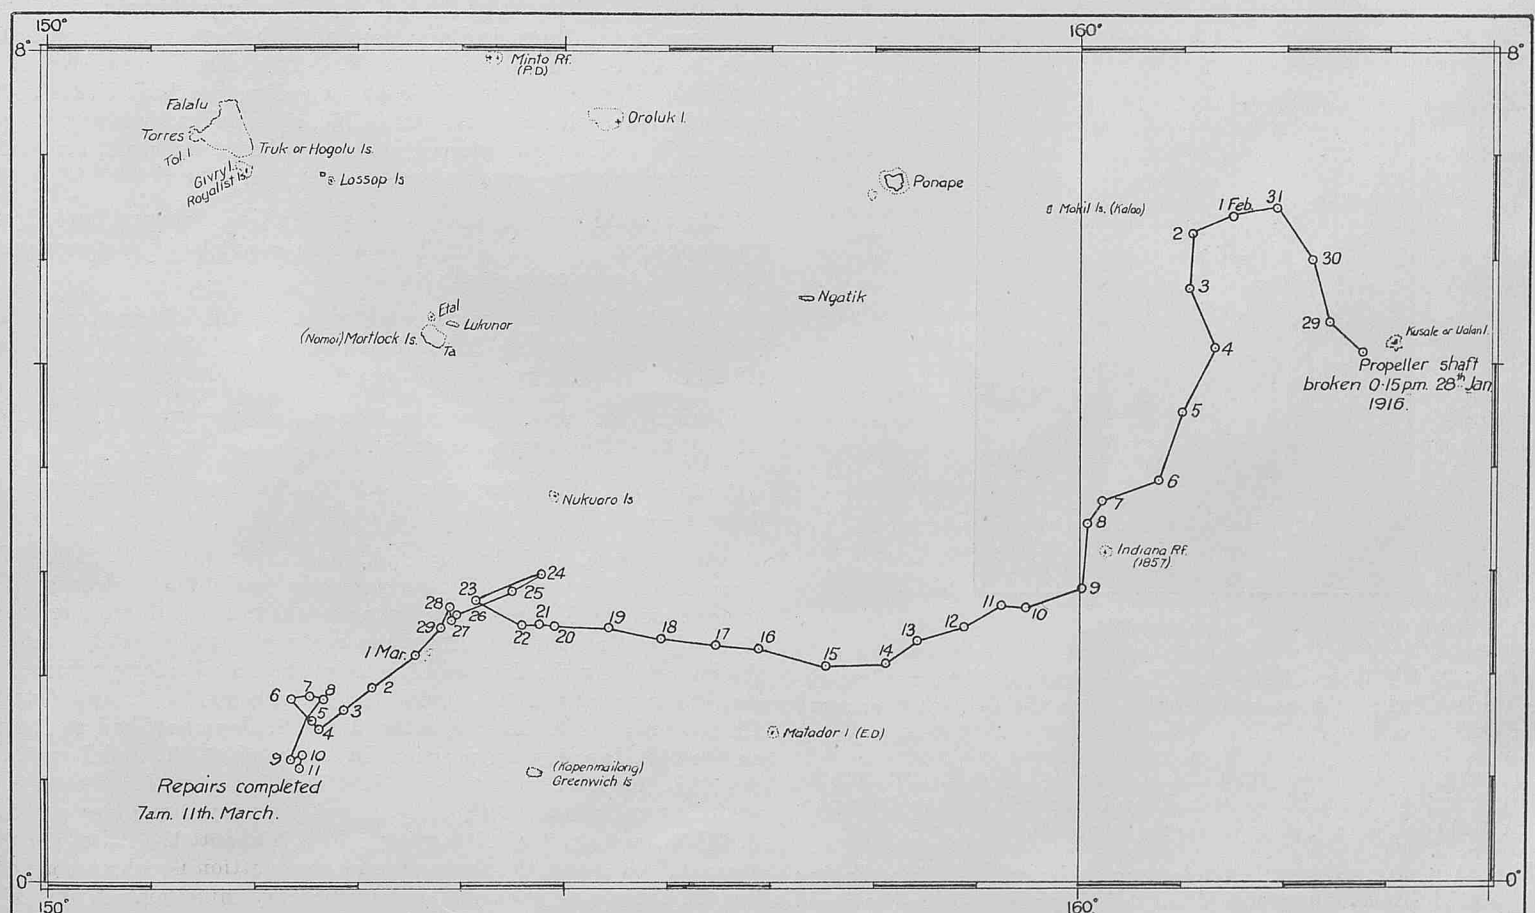 150°
160°
8°
8°
Minto Rf.
(P.D)
Falalu
Torres
Tol. I
Truk or Hogolu Is.
Givry I.
Royalist Is.
Lossop Is
Oroluk I.
Ponape
Mokil Is. (Kalao)
1 Feb.
31
2
30
3
29
Kusaie or Ualan I.
4
Propeller shaft
broken 0·15 p.m. 28th Jan
1916.
Ngatik
Etal
Lukunor
(Nomoi) Mortlock Is.
Ta
5
6
7
8
Nukuaro Is
Indiana Rf.
(1857)
9
10
11
12
13
14
15
16
17
18
19
20
21
22
23
24
25
26
27
28
29
1 Mar.
2
3
4
5
6
7
8
9
10
11
Matador I (E.D)
(Kapenmailang)
Greenwich Is
Repairs completed
7am. 11th. March.
0°
0°
150°
160°